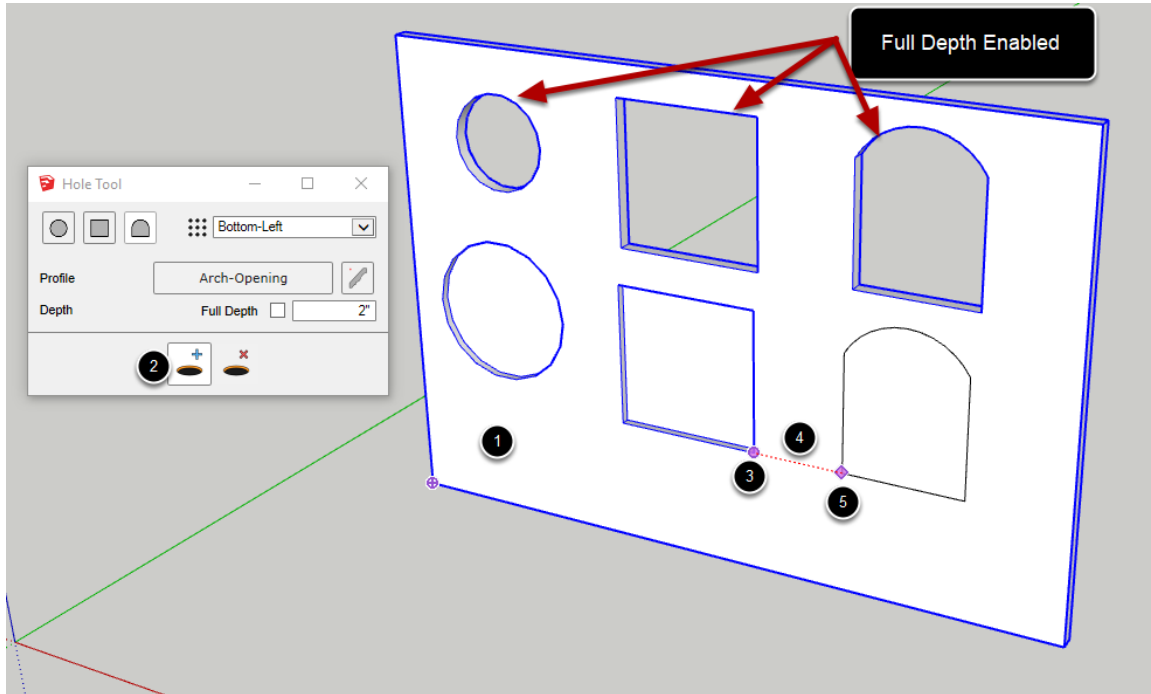 Full Depth Enabled
Hole Tool
Bottom-Left
Profile
Arch-Opening
Depth
Full Depth
2"
2
1
4
3
5